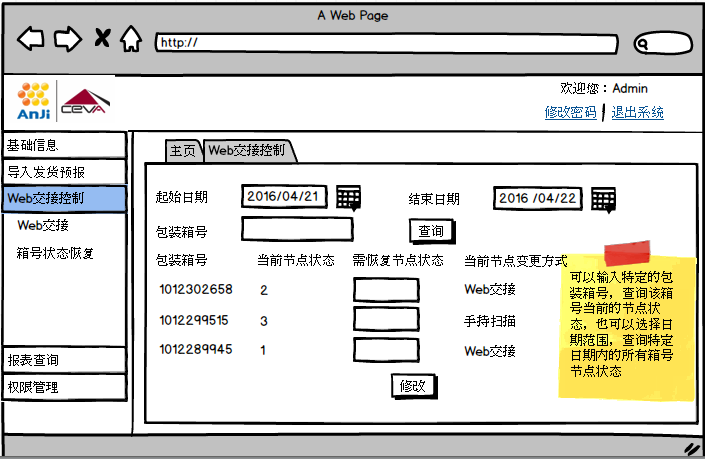 A Web Page
http://
AnJi CEVA
欢迎您：Admin
修改密码 退出系统
基础信息
导入发货预报
Web交接控制
Web交接
箱号状态恢复
报表查询
权限管理
主页 Web交接控制
起始日期 2016/04/21 结束日期 2016 /04/22
包装箱号 查询
包装箱号 当前节点状态 需恢复节点状态 当前节点变更方式
1012302658 2 Web交接
1012299515 3 手持扫描
1012289945 1 Web交接
修改
可以输入特定的包
装箱号，查询该箱
号当前的节点状
态，也可以选择日
期范围，查询特定
日期内的所有箱号
节点状态